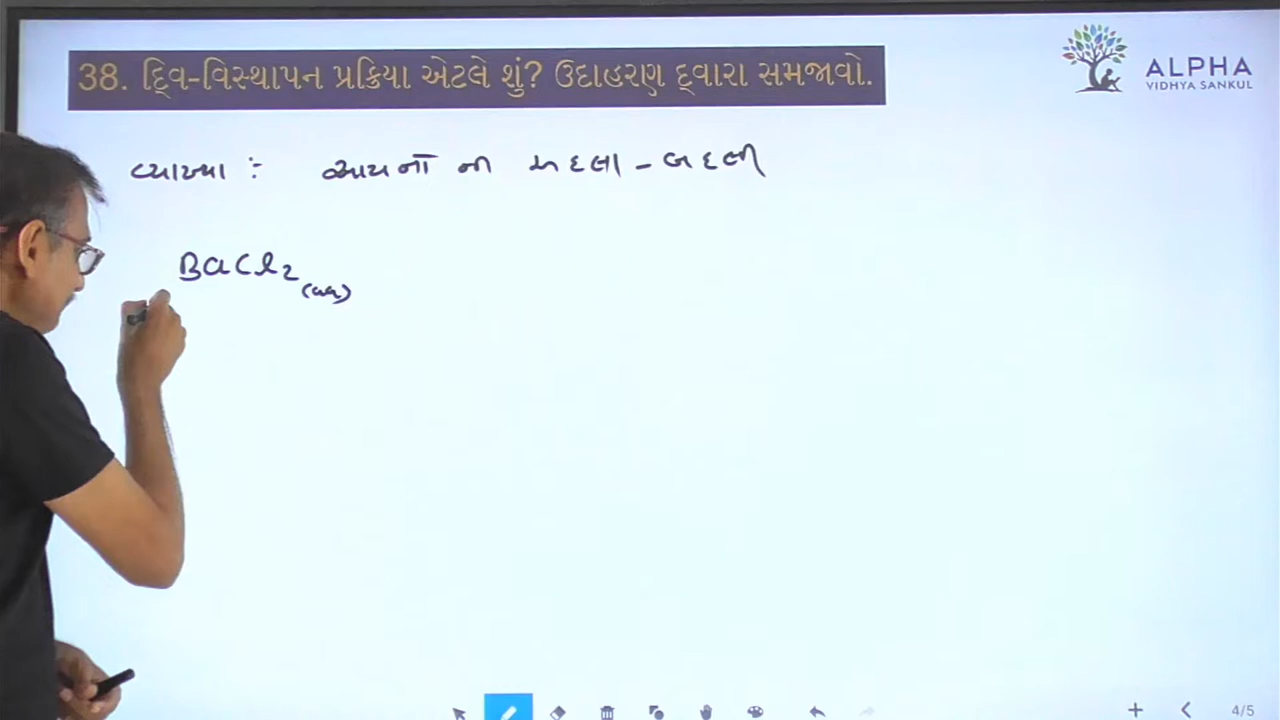 38. દ્વિ-વિસ્થાપન પ્રક્રિયા એટલે શું? ઉદાહરણ દ્વારા સમજાવો.
ALPHA
VIDHYA SANKUL
વ્યાખ્યા :- આયનોની અદલા-બદલી
BaCl₂(aq)
4/5